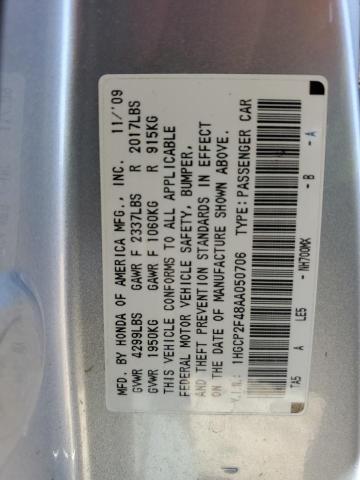 MFD. BY HONDA OF AMERICA MFG., INC. 11/'09
GVWR 4299LBS GAWR F 2337LBS R 2017LBS
GVWR 1950KG GAWR F 1060KG R 915KG
THIS VEHICLE CONFORMS TO ALL APPLICABLE
FEDERAL MOTOR VEHICLE SAFETY, BUMPER,
AND THEFT PREVENTION STANDARDS IN EFFECT
ON THE DATE OF MANUFACTURE SHOWN ABOVE.
V.I.N.: 1HGCP2F48AA050706 TYPE: PASSENGER CAR
TA5 A LE5 - NH700MX - B - A